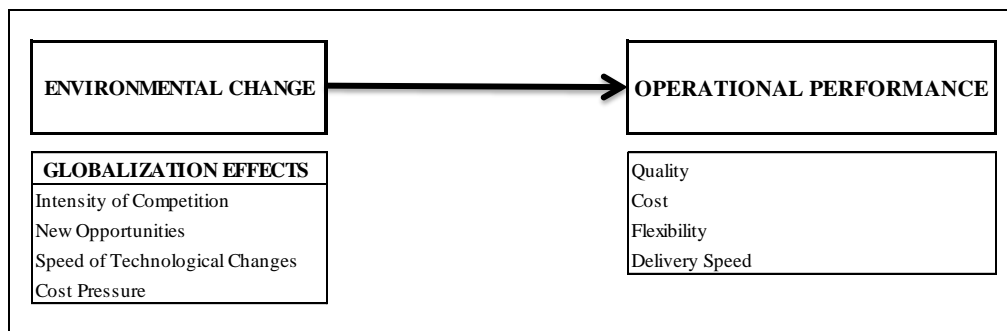 ENVIRONMENTAL CHANGE
OPERATIONAL PERFORMANCE
GLOBALIZATION EFFECTS
Intensity of Competition
New Opportunities
Speed of Technological Changes
Cost Pressure
Quality
Cost
Flexibility
Delivery Speed